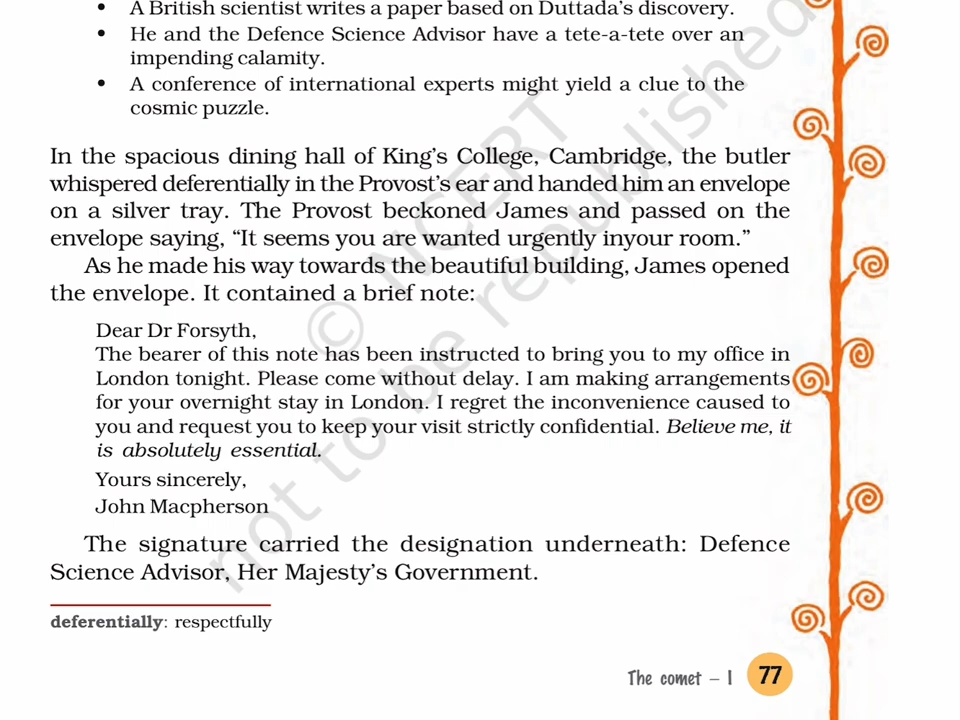 • A British scientist writes a paper based on Duttada's discovery.
• He and the Defence Science Advisor have a tete-a-tete over an
impending calamity.
• A conference of international experts might yield a clue to the
cosmic puzzle.
In the spacious dining hall of King's College, Cambridge, the butler
whispered deferentially in the Provost's ear and handed him an envelope
on a silver tray. The Provost beckoned James and passed on the
envelope saying, “It seems you are wanted urgently inyour room.”
As he made his way towards the beautiful building, James opened
the envelope. It contained a brief note:
Dear Dr Forsyth,
The bearer of this note has been instructed to bring you to my office in
London tonight. Please come without delay. I am making arrangements
for your overnight stay in London. I regret the inconvenience caused to
you and request you to keep your visit strictly confidential. Believe me, it
is absolutely essential.
Yours sincerely,
John Macpherson
The signature carried the designation underneath: Defence
Science Advisor, Her Majesty's Government.
deferentially: respectfully
The comet – I 77
© NCERT
not to be republished